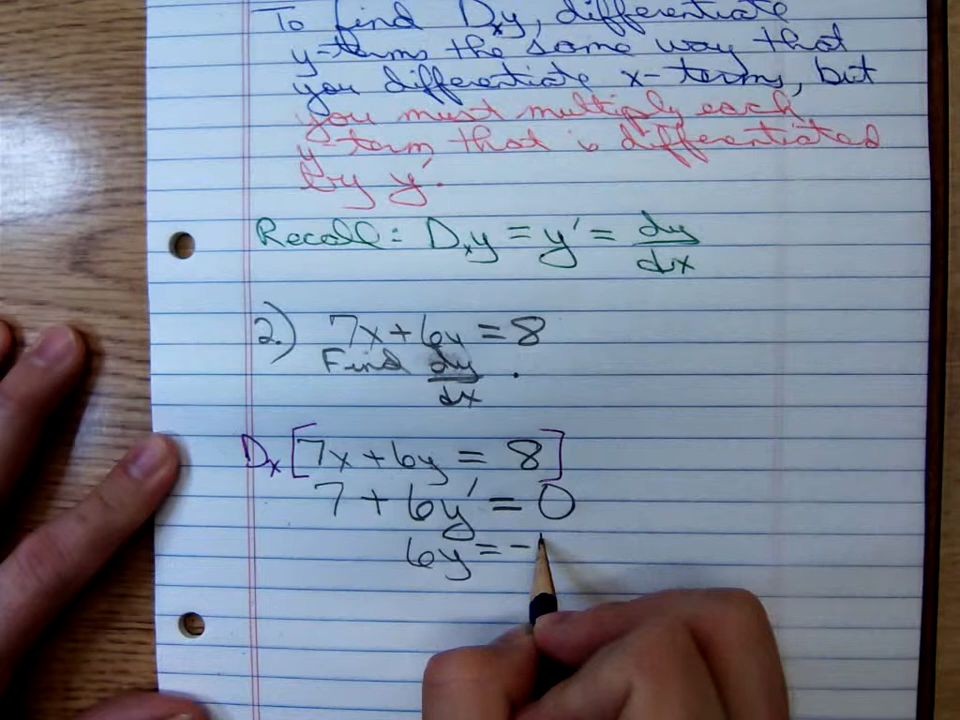 To find Dxy, differentiate
y-terms the same way that
you differentiate x-terms, but
you must multiply each
y-term that is differentiated
by y'.
Recall: Dxy = y' = dy/dx
2.) 7x+6y = 8
Find dy/dx.
Dx[7x+6y = 8]
7 + 6y' = 0
6y = -